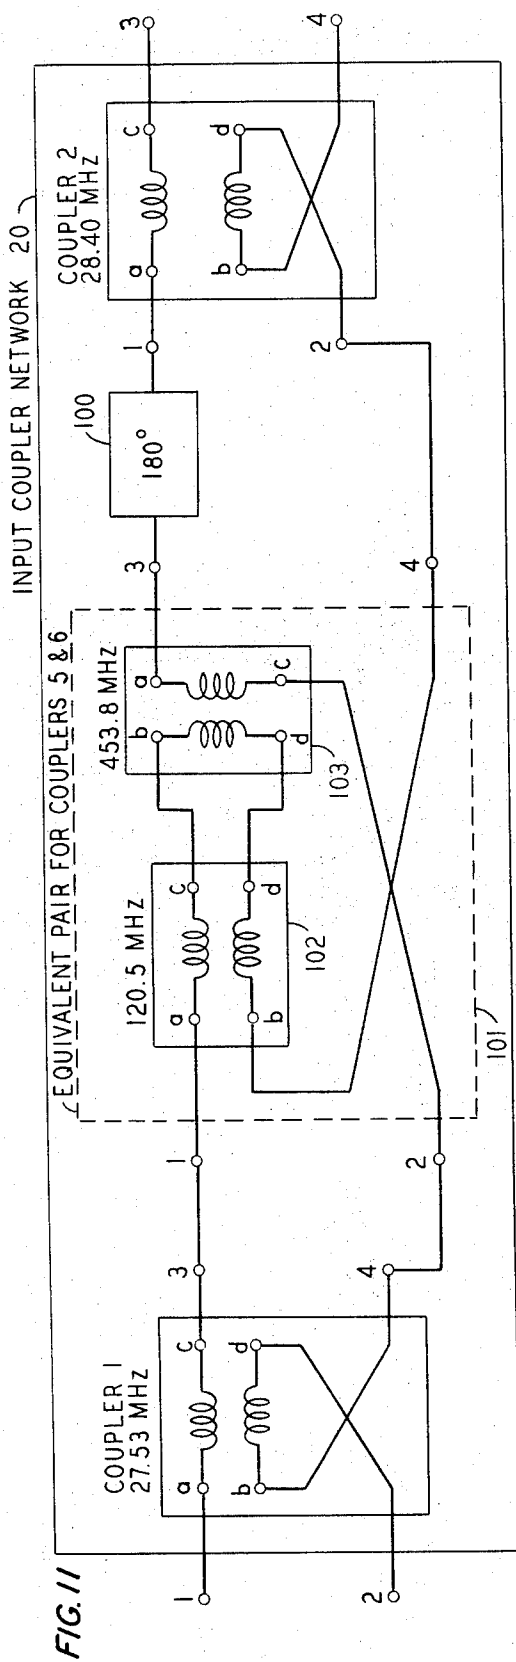 INPUT COUPLER NETWORK 20
EQUIVALENT PAIR FOR COUPLERS 5 & 6
COUPLER 1
27.53 MHZ
1
2
a
b
c
d
3
4
1
2
120.5 MHZ
a
b
c
d
102
453.8 MHZ
b
a
d
c
103
101
3
4
100
180°
1
2
COUPLER 2
28.40 MHZ
a
b
c
d
3
4
FIG. 11